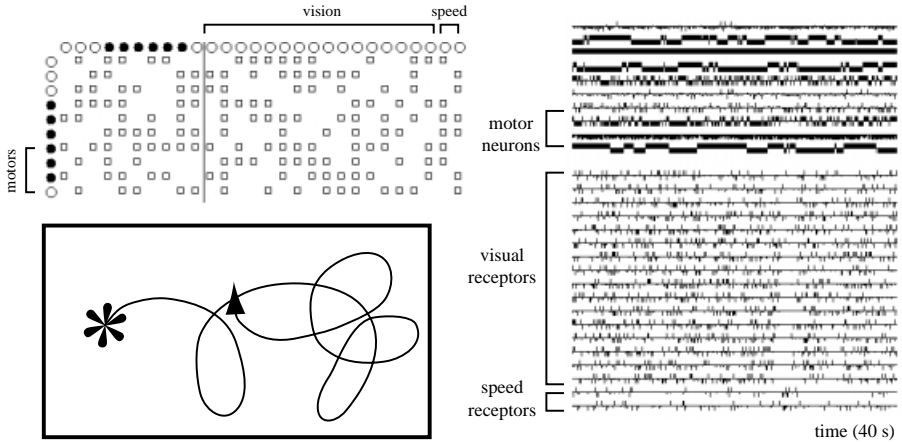 vision
speed
motors
motor
neurons
visual
receptors
speed
receptors
time (40 s)